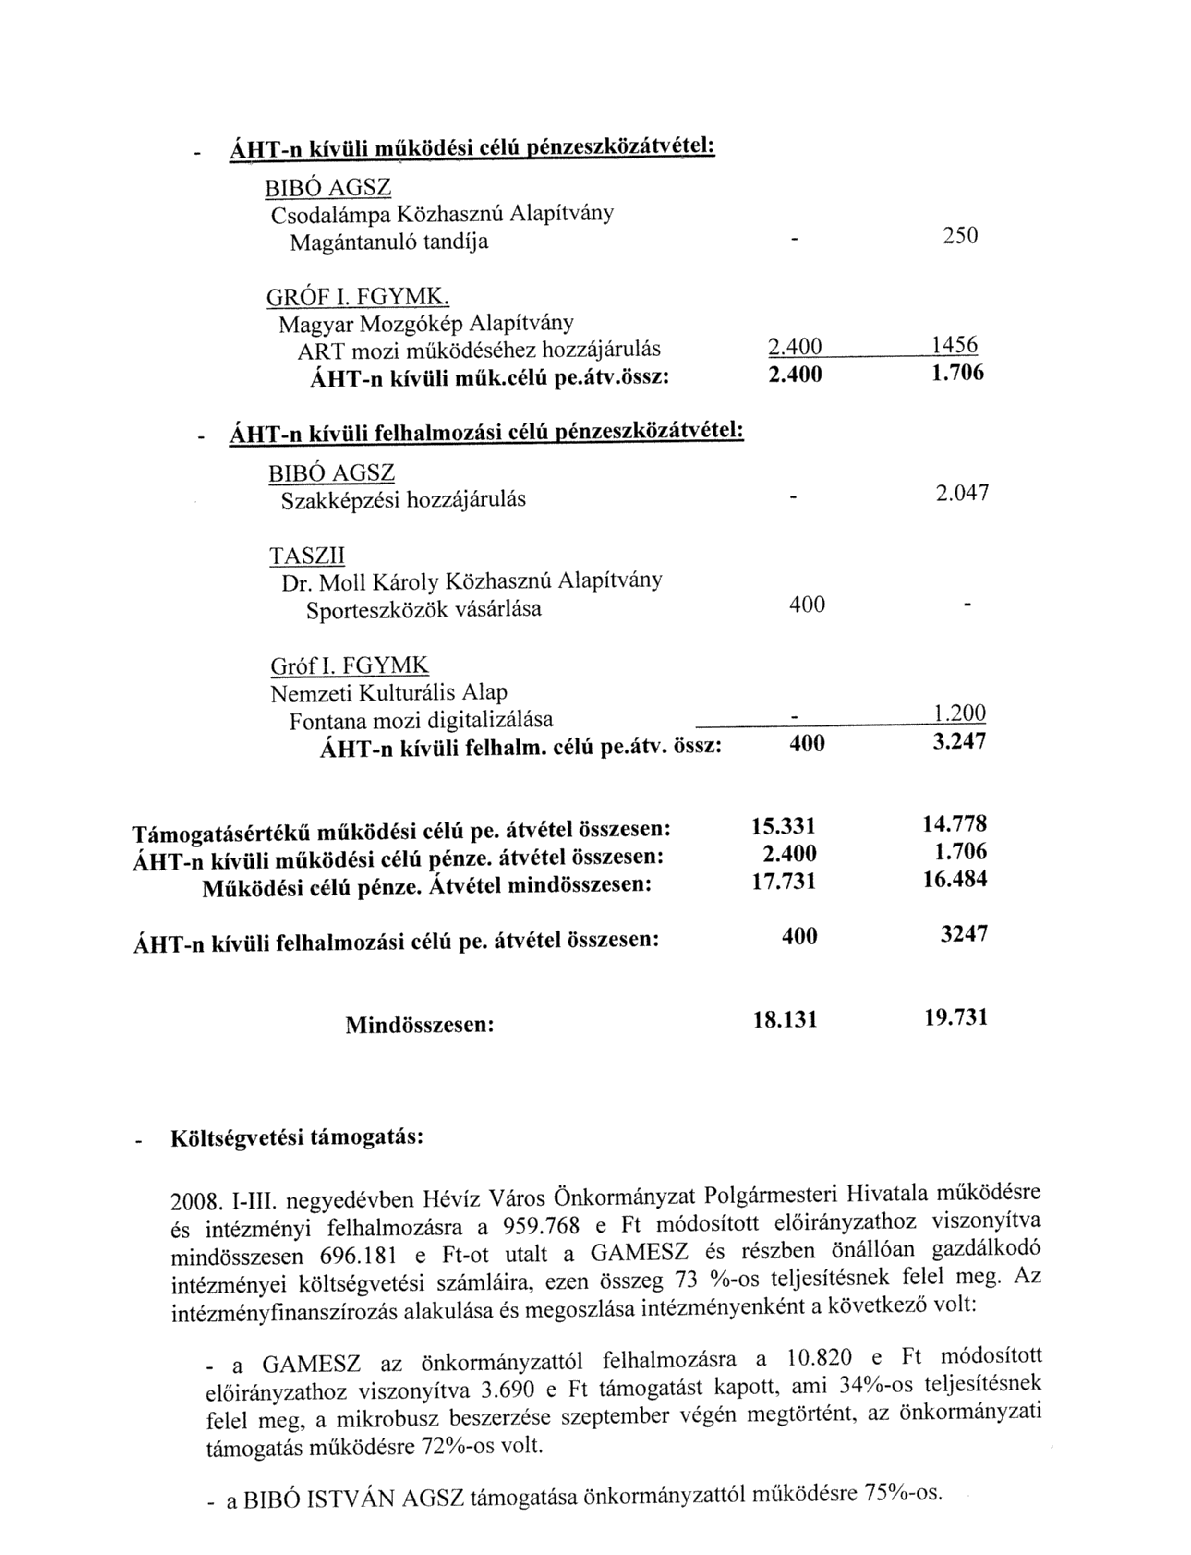 - ÁHT-n kívüli működési célú pénzeszközátvétel:
BIBÓ AGSZ
Csodalámpa Közhasznú Alapítvány
Magántanuló tandíja - 250
GRÓF I. FGYMK.
Magyar Mozgókép Alapítvány
ART mozi működéséhez hozzájárulás 2.400 1456
ÁHT-n kívüli műk.célú pe.átv.össz: 2.400 1.706
- ÁHT-n kívüli felhalmozási célú pénzeszközátvétel:
BIBÓ AGSZ
Szakképzési hozzájárulás - 2.047
TASZII
Dr. Moll Károly Közhasznú Alapítvány
Sporteszközök vásárlása 400 -
Gróf I. FGYMK
Nemzeti Kulturális Alap
Fontana mozi digitalizálása - 1.200
ÁHT-n kívüli felhalm. célú pe.átv. össz: 400 3.247
Támogatásértékű működési célú pe. átvétel összesen: 15.331 14.778
ÁHT-n kívüli működési célú pénze. átvétel összesen: 2.400 1.706
Működési célú pénze. Átvétel mindösszesen: 17.731 16.484
ÁHT-n kívüli felhalmozási célú pe. átvétel összesen: 400 3247
Mindösszesen: 18.131 19.731
- Költségvetési támogatás:
2008. I-III. negyedévben Hévíz Város Önkormányzat Polgármesteri Hivatala működésre
és intézményi felhalmozásra a 959.768 e Ft módosított előirányzathoz viszonyítva
mindösszesen 696.181 e Ft-ot utalt a GAMESZ és részben önállóan gazdálkodó
intézményei költségvetési számláira, ezen összeg 73 %-os teljesítésnek felel meg. Az
intézményfinanszírozás alakulása és megoszlása intézményenként a következő volt:
- a GAMESZ az önkormányzattól felhalmozásra a 10.820 e Ft módosított
előirányzathoz viszonyítva 3.690 e Ft támogatást kapott, ami 34%-os teljesítésnek
felel meg, a mikrobusz beszerzése szeptember végén megtörtént, az önkormányzati
támogatás működésre 72%-os volt.
- a BIBÓ ISTVÁN AGSZ támogatása önkormányzattól működésre 75%-os.